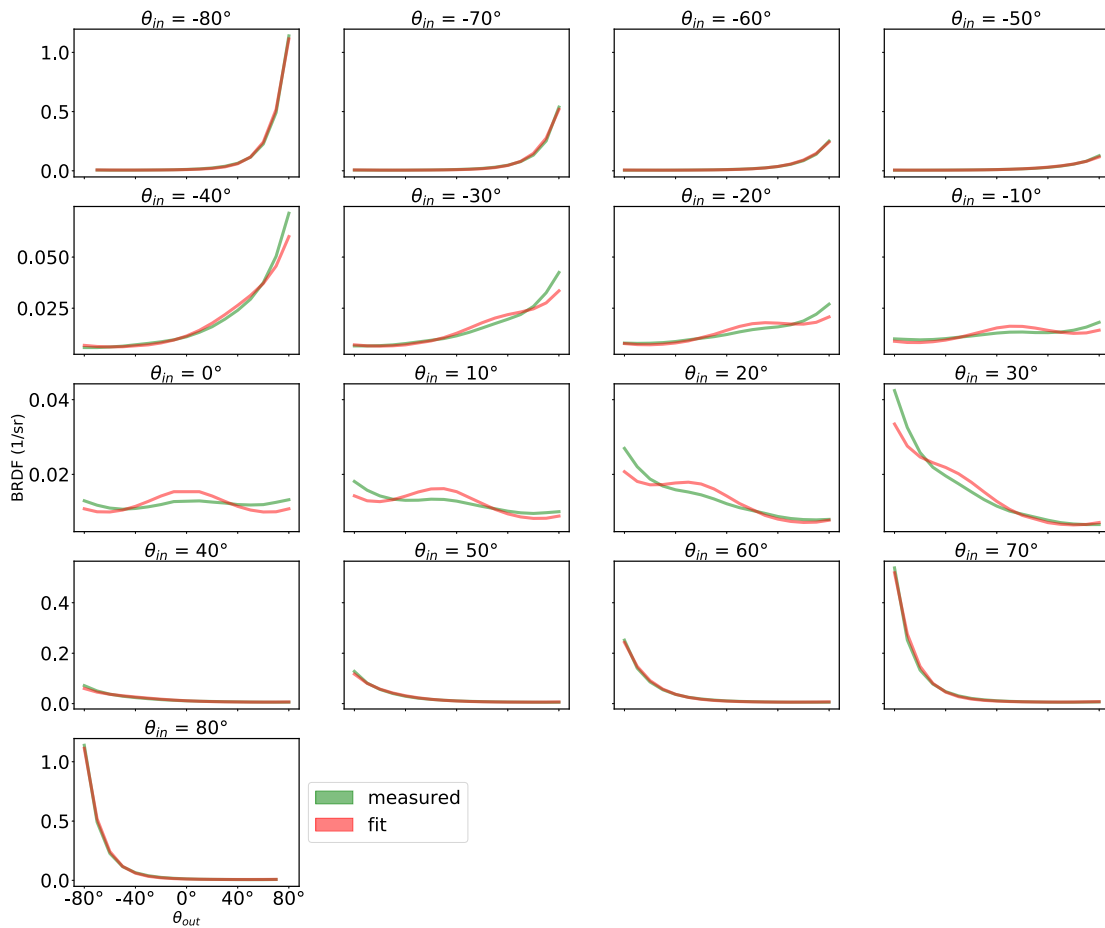 θin = -80° θin = -70° θin = -60° θin = -50°
1.0
0.5
0.0
θin = -40° θin = -30° θin = -20° θin = -10°
0.050
0.025
θin = 0° θin = 10° θin = 20° θin = 30°
0.04
BRDF (1/sr)
0.02
θin = 40° θin = 50° θin = 60° θin = 70°
0.4
0.2
0.0
θin = 80°
1.0
measured
0.5
fit
0.0
-80° -40° 0° 40° 80°
θout